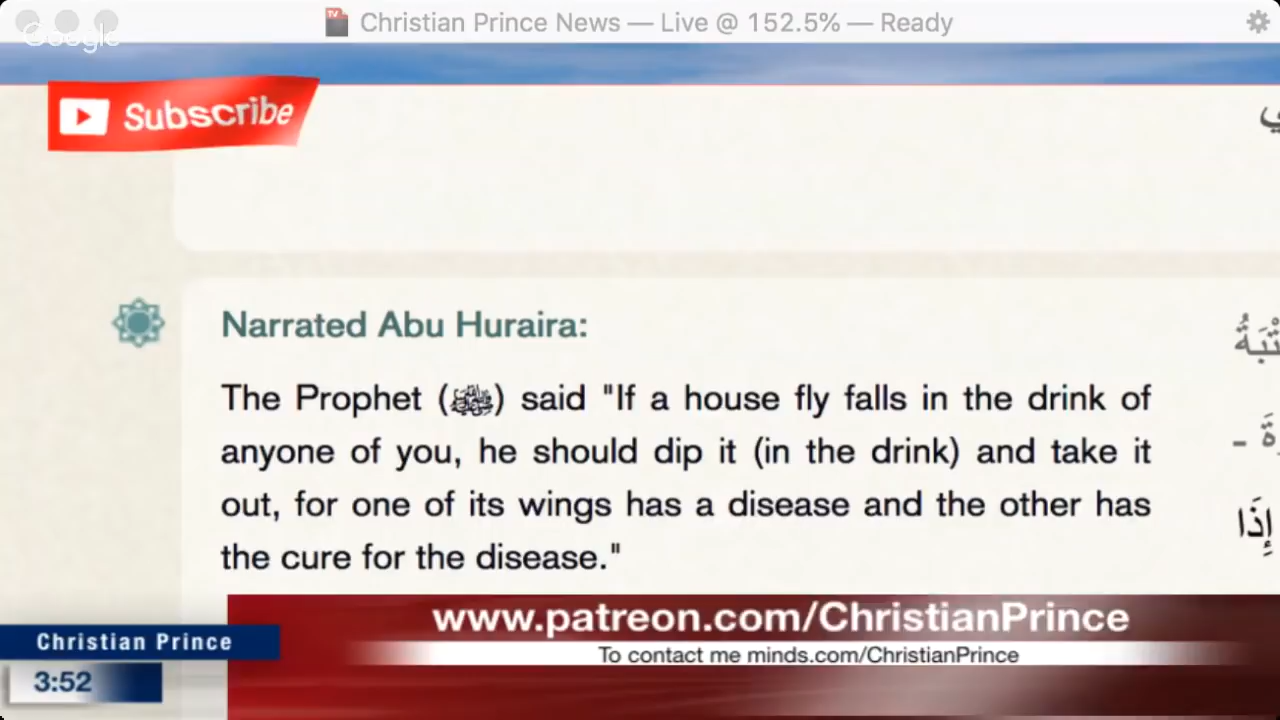 Christian Prince News — Live @ 152.5% — Ready
Google
Subscribe
ي
Narrated Abu Huraira:
The Prophet (ﷺ) said "If a house fly falls in the drink of
anyone of you, he should dip it (in the drink) and take it
out, for one of its wings has a disease and the other has
the cure for the disease."
إِذَا
www.patreon.com/ChristianPrince
To contact me minds.com/ChristianPrince
Christian Prince
3:52